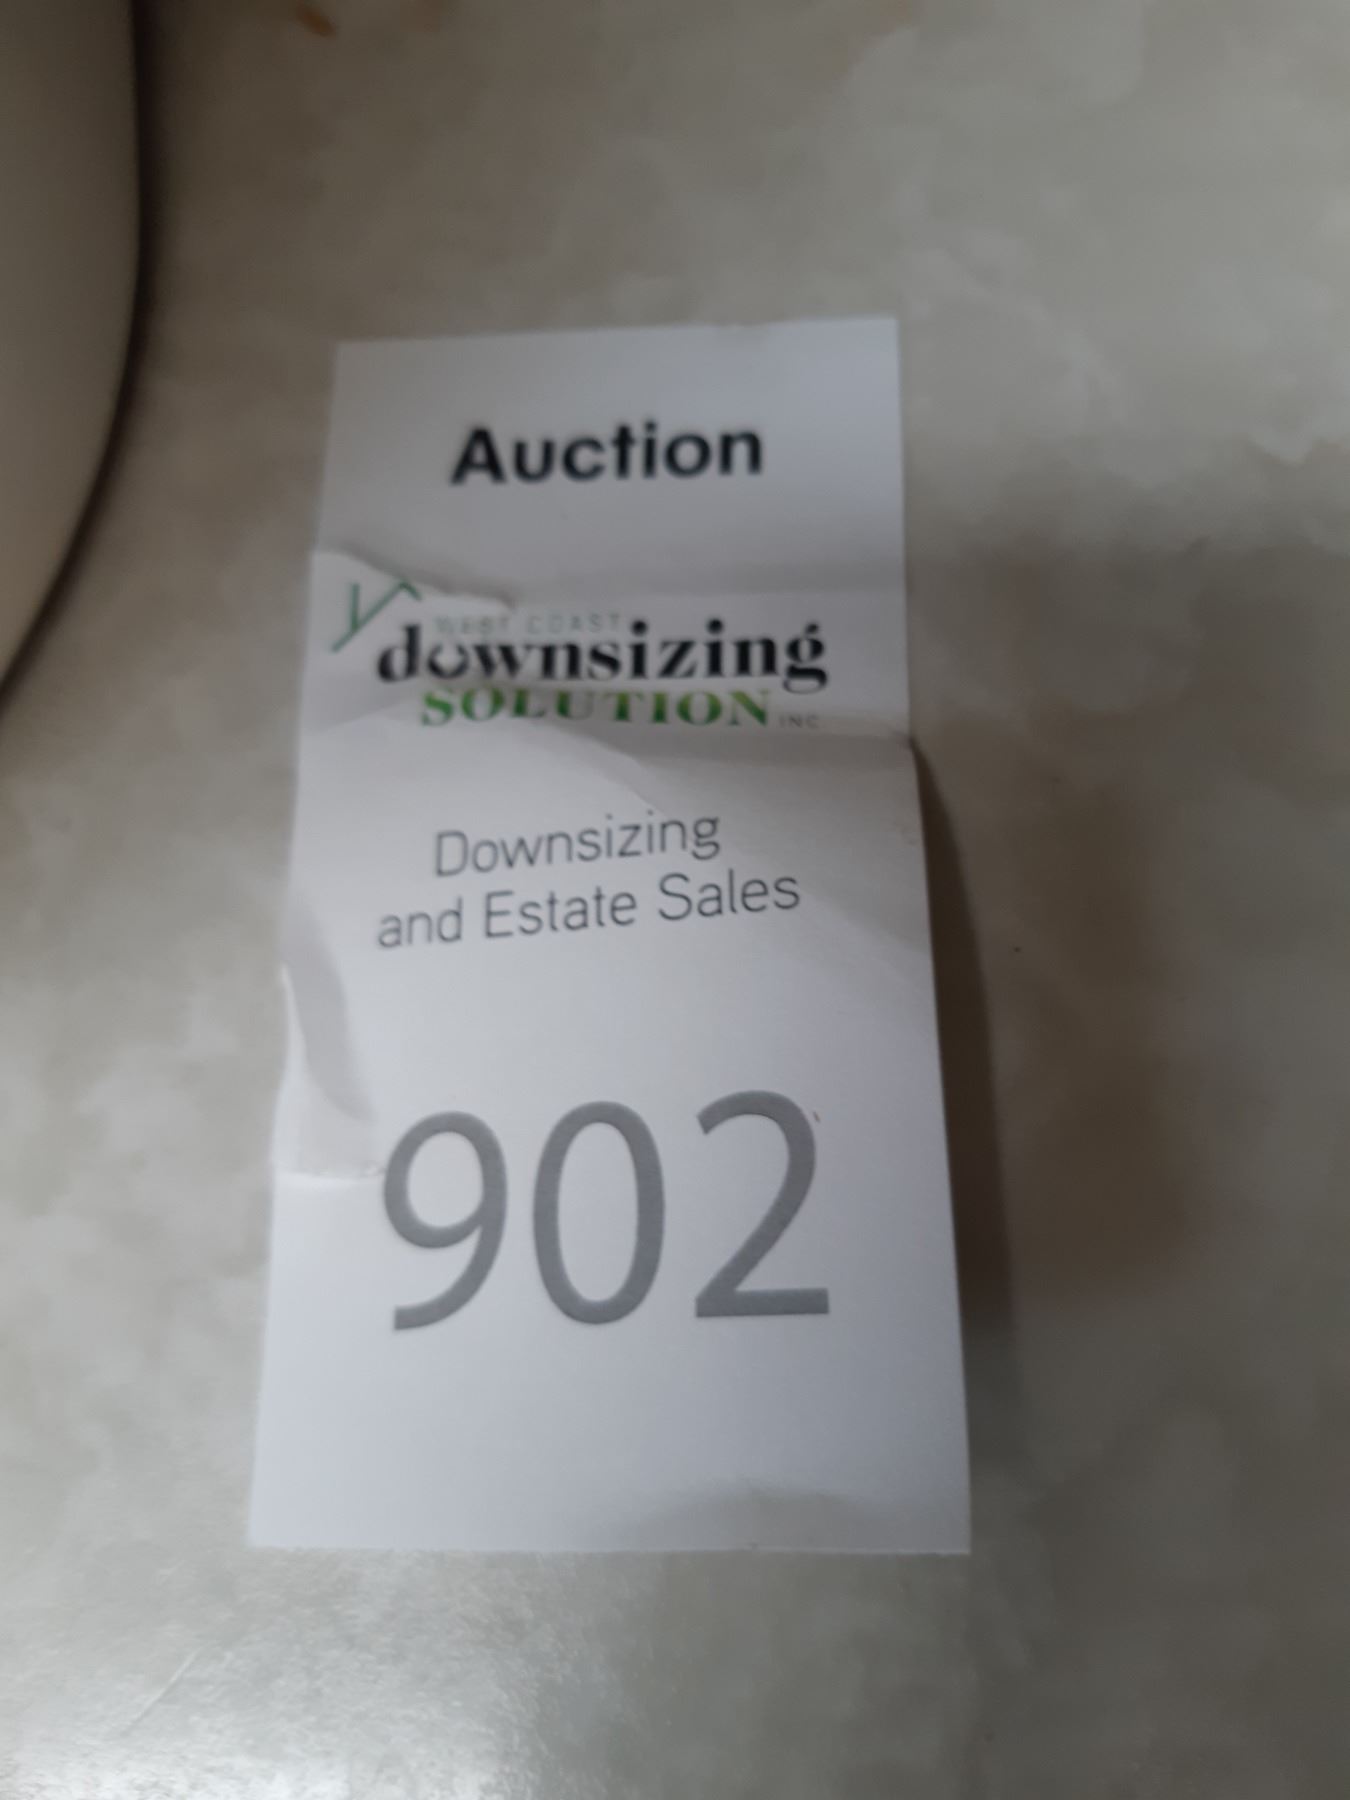 Auction
WEST COAST
downsizing
SOLUTION INC
Downsizing
and Estate Sales
902